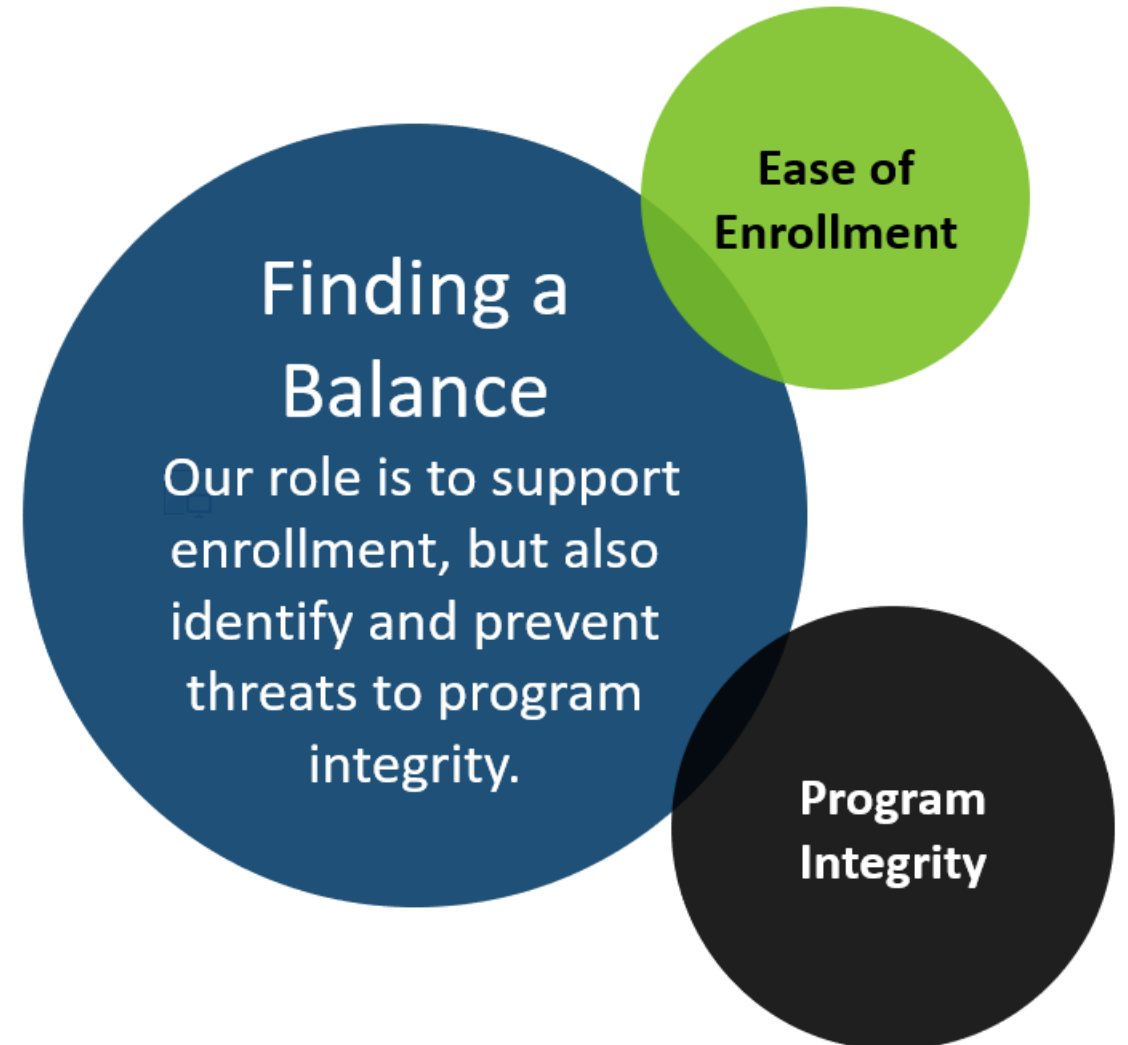 Ease of
Enrollment
Finding a
Balance
Our role is to support
enrollment, but also
identify and prevent
threats to program
integrity.
Program
Integrity